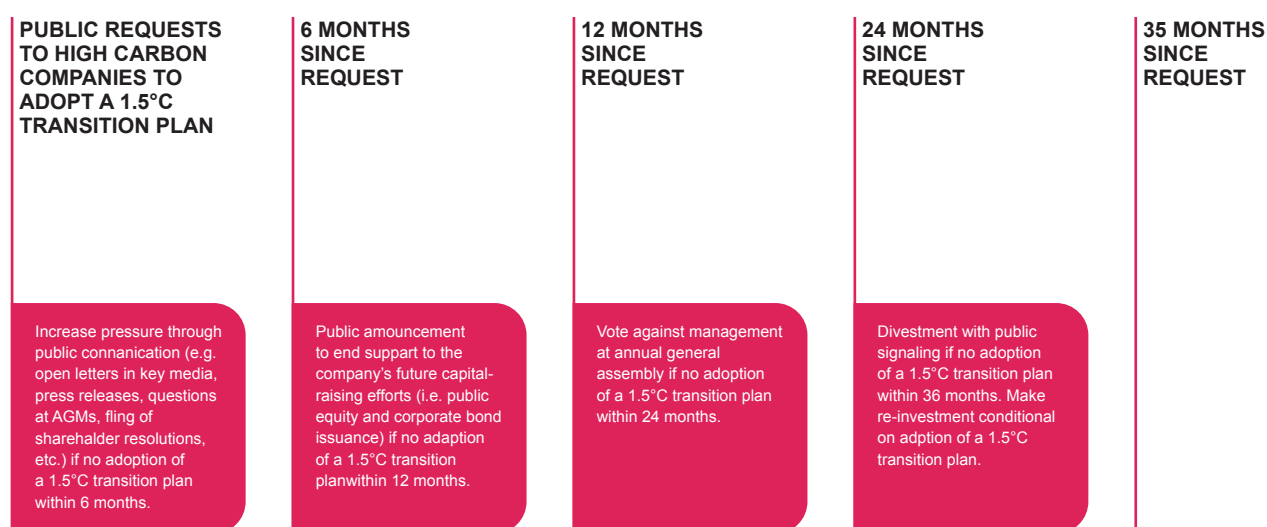 PUBLIC REQUESTS
TO HIGH CARBON
COMPANIES TO
ADOPT A 1.5°C
TRANSITION PLAN
6 MONTHS
SINCE
REQUEST
12 MONTHS
SINCE
REQUEST
24 MONTHS
SINCE
REQUEST
35 MONTHS
SINCE
REQUEST
Increase pressure through
public connanication (e.g.
open letters in key media,
press releases, questions
at AGMs, fling of
sharehalder resolutions,
etc.) if no adoption of
a 1.5°C transition plan
within 6 months.
Public amouncement
to end suppart to the
company’s future capital-
raising efforts (i.e. public
equity and corporate bond
issuance) if no adaption
of a 1.5°C transition
planwithin 12 months.
Vote against management
at annual general
assembly if no adoption
of a 1.5°C transition plan
within 24 months.
Divestment with public
signaling if no adoption
of a 1.5°C transition plan
within 36 months. Make
re-investment conditional
on adption of a 1.5°C
transition plan.